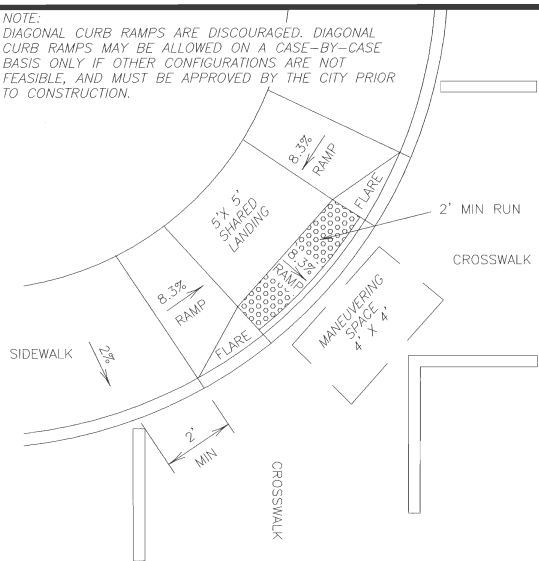 NOTE:
DIAGONAL CURB RAMPS ARE DISCOURAGED. DIAGONAL
CURB RAMPS MAY BE ALLOWED ON A CASE-BY-CASE
BASIS ONLY IF OTHER CONFIGURATIONS ARE NOT
FEASIBLE, AND MUST BE APPROVED BY THE CITY PRIOR
TO CONSTRUCTION.
8.3%
RAMP
5'X 5'
SHARED
LANDING
FLARE
2' MIN RUN
8.3%
RAMP
CROSSWALK
8.3%
RAMP
MANEUVERING
SPACE
4' X 4'
FLARE
SIDEWALK
2%
2'
MIN
CROSSWALK